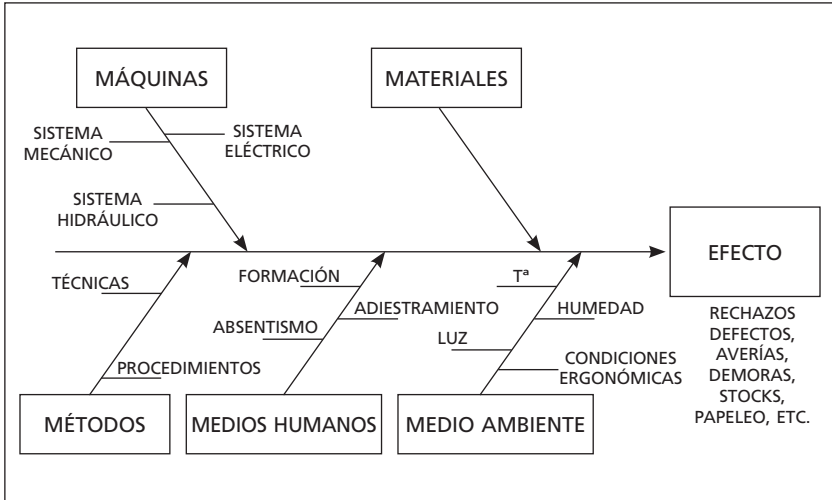 MÁQUINAS
MATERIALES
SISTEMA
MECÁNICO
SISTEMA
ELÉCTRICO
SISTEMA
HIDRÁULICO
EFECTO
RECHAZOS
DEFECTOS,
AVERÍAS,
DEMORAS,
STOCKS,
PAPELEO, ETC.
TÉCNICAS
PROCEDIMIENTOS
FORMACIÓN
ADIESTRAMIENTO
ABSENTISMO
Tª
HUMEDAD
LUZ
CONDICIONES
ERGONÓMICAS
MÉTODOS
MEDIOS HUMANOS
MEDIO AMBIENTE